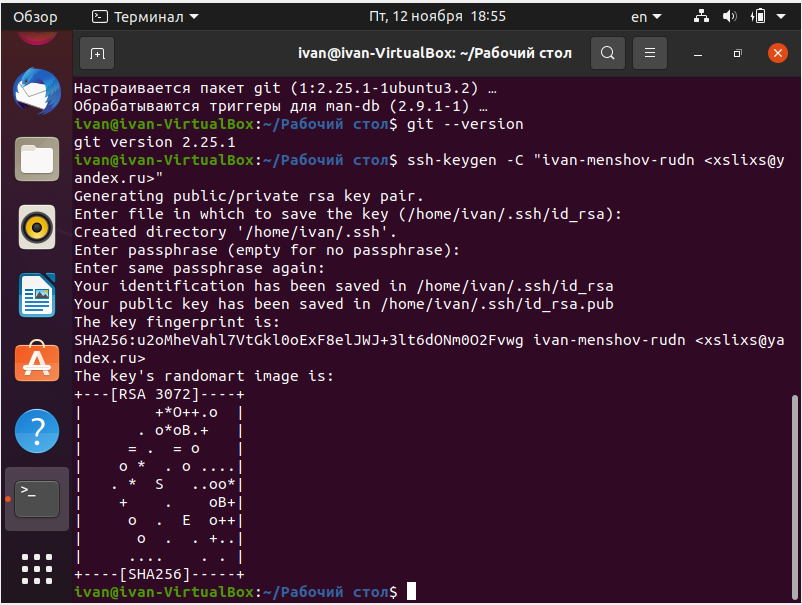 Обзор Терминал Пт, 12 ноября 18:55 en
ivan@ivan-VirtualBox: ~/Рабочий стол
Настраивается пакет git (1:2.25.1-1ubuntu3.2) …
Обрабатываются триггеры для man-db (2.9.1-1) …
ivan@ivan-VirtualBox:~/Рабочий стол$ git --version
git version 2.25.1
ivan@ivan-VirtualBox:~/Рабочий стол$ ssh-keygen -C "ivan-menshov-rudn <xslixs@y
andex.ru>"
Generating public/private rsa key pair.
Enter file in which to save the key (/home/ivan/.ssh/id_rsa):
Created directory '/home/ivan/.ssh'.
Enter passphrase (empty for no passphrase):
Enter same passphrase again:
Your identification has been saved in /home/ivan/.ssh/id_rsa
Your public key has been saved in /home/ivan/.ssh/id_rsa.pub
The key fingerprint is:
SHA256:u2oMheVahl7VtGkl0oExF8elJWJ+3lt6dONm0O2Fvwg ivan-menshov-rudn <xslixs@ya
ndex.ru>
The key's randomart image is:
+---[RSA 3072]----+
|        +*O++.o  |
|      . o*oB.+   |
|     = .  = o    |
|    o *  . o ....|
|   . *  S   ..oo*|
|    +    .    oB+|
|     o  .  E  o++|
|      o  .  . +..|
|     ....    . . |
+----[SHA256]-----+
ivan@ivan-VirtualBox:~/Рабочий стол$